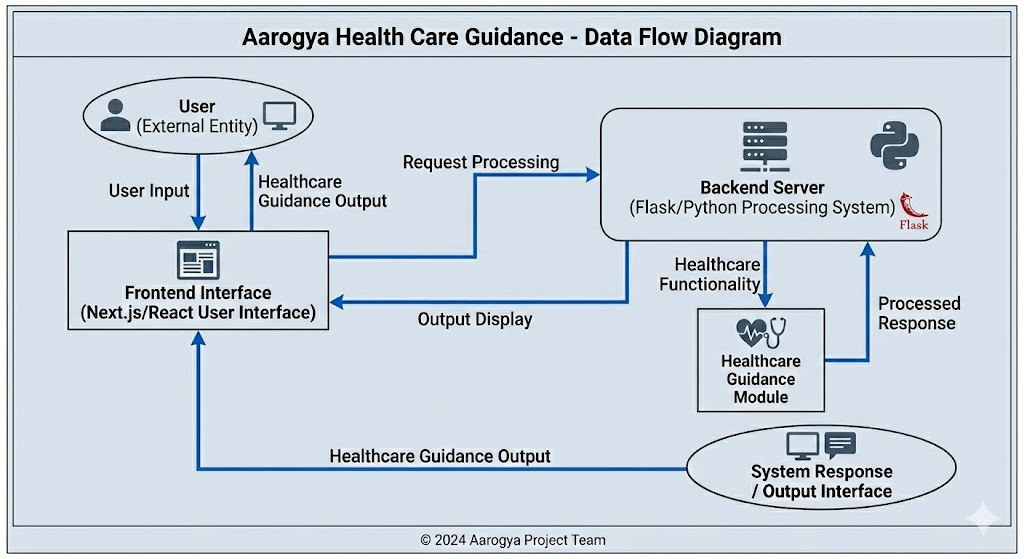 Aarogya Health Care Guidance - Data Flow Diagram
User
(External Entity)
User Input
Healthcare
Guidance Output
Request Processing
Backend Server
(Flask/Python Processing System)
Flask
Frontend Interface
(Next.js/React User Interface)
Output Display
Healthcare
Functionality
Processed
Response
Healthcare
Guidance
Module
Healthcare Guidance Output
System Response
/ Output Interface
© 2024 Aarogya Project Team